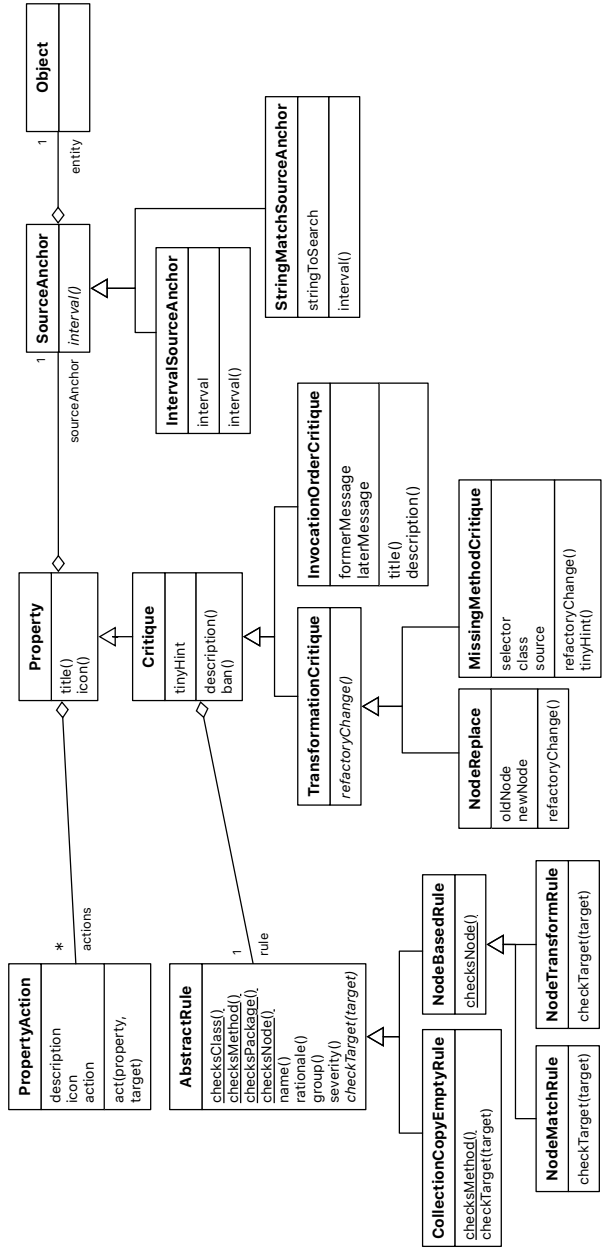 PropertyAction
description
icon
action
act(property,
target)
*
actions
Property
title()
icon()
sourceAnchor
1
SourceAnchor
interval()
1
entity
Object
AbstractRule
checksClass()
checksMethod()
checksPackage()
checksNode()
name()
rationale()
group()
severity()
checkTarget(target)
1
rule
Critique
tinyHint
description()
ban()
IntervalSourceAnchor
interval
interval()
StringMatchSourceAnchor
stringToSearch
interval()
TransformationCritique
refactoryChange()
InvocationOrderCritique
formerMessage
laterMessage
title()
description()
CollectionCopyEmptyRule
checksMethod()
checkTarget(target)
NodeBasedRule
checksNode()
NodeReplace
oldNode
newNode
refactoryChange()
MissingMethodCritique
selector
class
source
refactoryChange()
tinyHint()
NodeMatchRule
checkTarget(target)
NodeTransformRule
checkTarget(target)